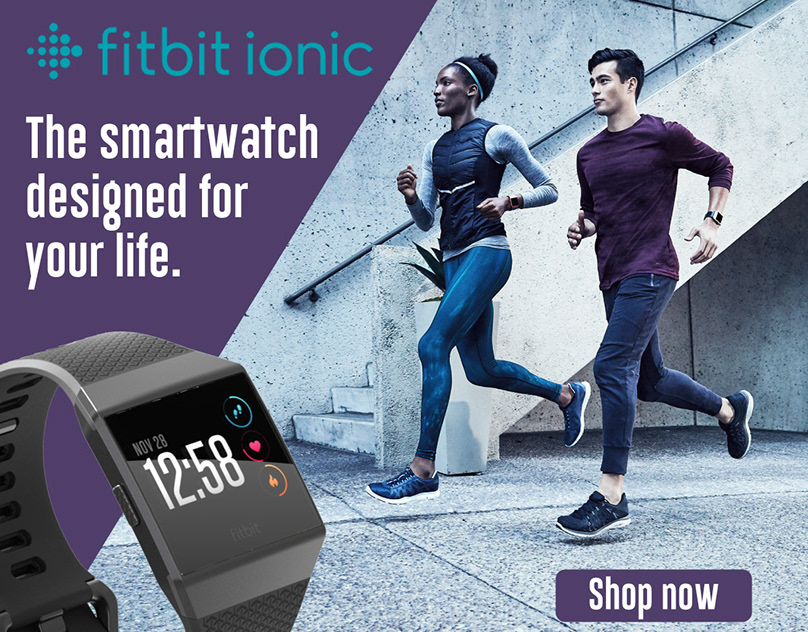 fitbit ionic
The smartwatch
designed for
your life.
NOV 28
12:58
fitbit
Shop now